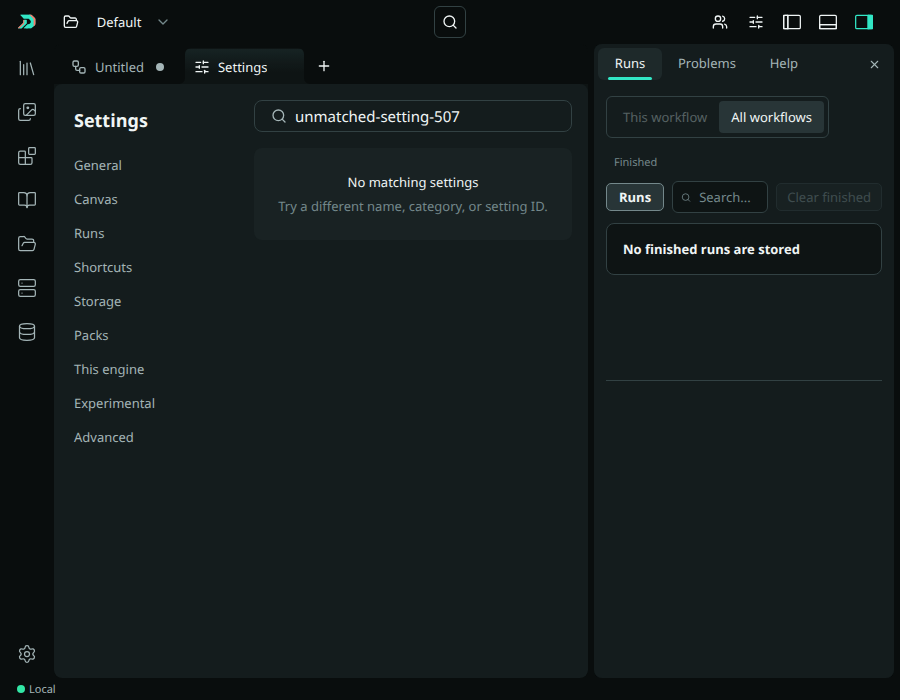 Default
Untitled
Settings
Settings
unmatched-setting-507
General
Canvas
Runs
Shortcuts
Storage
Packs
This engine
Experimental
Advanced
No matching settings
Try a different name, category, or setting ID.
Runs
Problems
Help
This workflow
All workflows
Finished
Runs
Search...
Clear finished
No finished runs are stored
Local